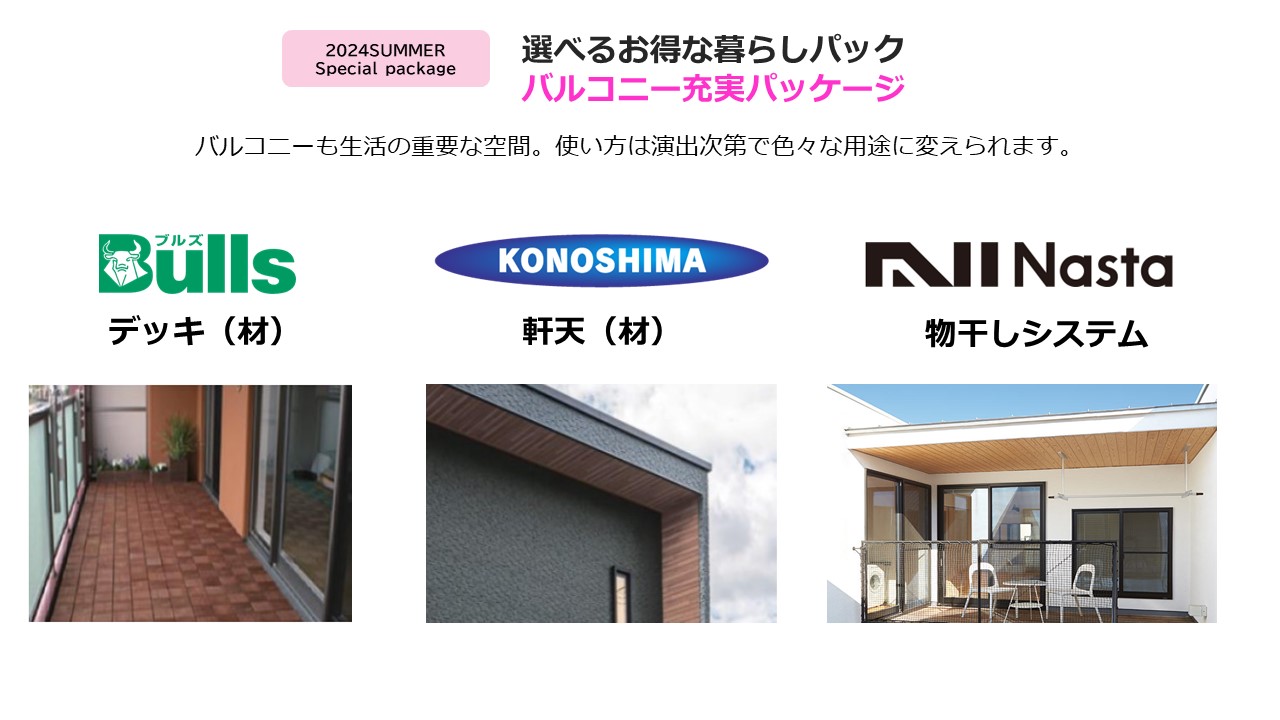 2024SUMMER
Special package
選べるお得な暮らしパック
バルコニー充実パッケージ
バルコニーも生活の重要な空間。使い方は演出次第で色々な用途に変えられます。
ブルズ
Bulls
デッキ（材）
KONOSHIMA
軒天（材）
Nasta
物干しシステム